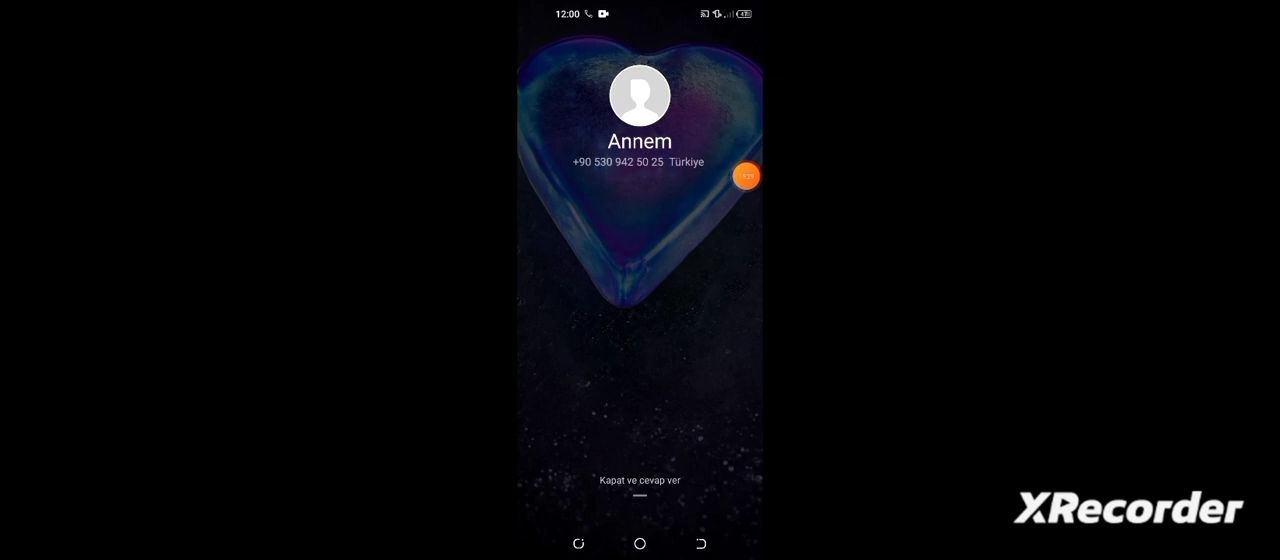 12:00
Annem
+90 530 942 50 25 Türkiye
Kapat ve cevap ver
XRecorder